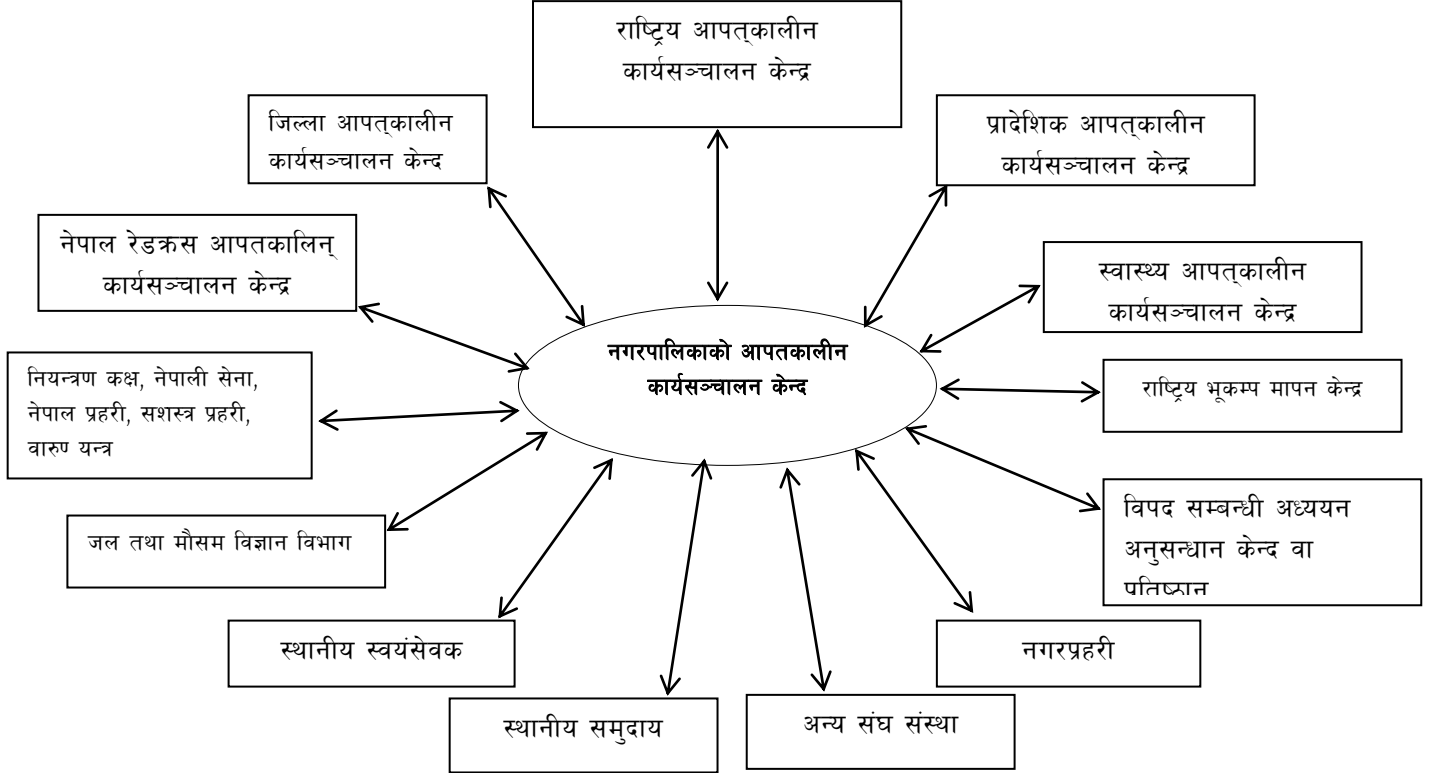 राष्ट्रिय आपत्कालीन
कार्यसञ्चालन केन्द्र
जिल्ला आपत्कालीन
कार्यसञ्चालन केन्द
प्रादेशिक आपत्कालीन
कार्यसञ्चालन केन्द्र
नेपाल रेडक्रस आपतकालिन्
कार्यसञ्चालन केन्द्र
स्वास्थ्य आपत्कालीन
कार्यसञ्चालन केन्द्र
नगरपालिकाको आपतकालीन
कार्यसञ्चालन केन्द
नियन्त्रण कक्ष, नेपाली सेना,
नेपाल प्रहरी, सशस्त्र प्रहरी,
वारुण यन्त्र
राष्ट्रिय भूकम्प मापन केन्द्र
जल तथा मौसम विज्ञान विभाग
विपद सम्बन्धी अध्ययन
अनुसन्धान केन्द वा
स्थानीय स्वयंसेवक
नगरप्रहरी
स्थानीय समुदाय
अन्य संघ संस्था